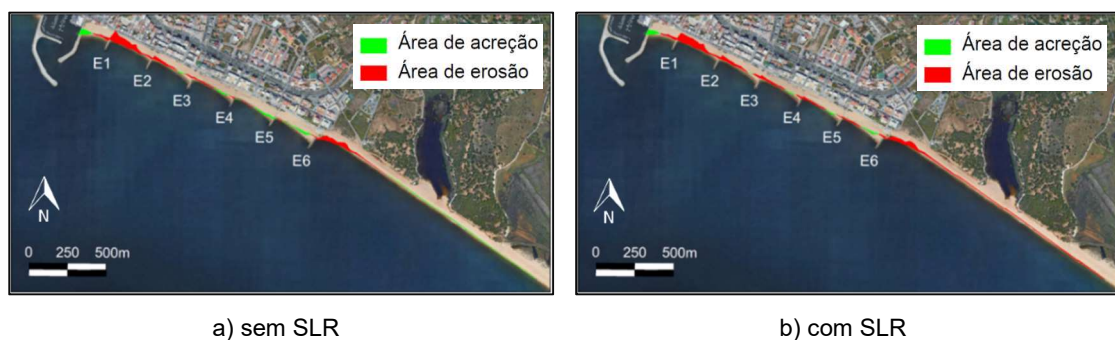 Área de acreção
Área de erosão
E1
E2
E3
E4
E5
E6
N
0 250 500m
a) sem SLR
Área de acreção
Área de erosão
E1
E2
E3
E4
E5
E6
N
0 250 500m
b) com SLR